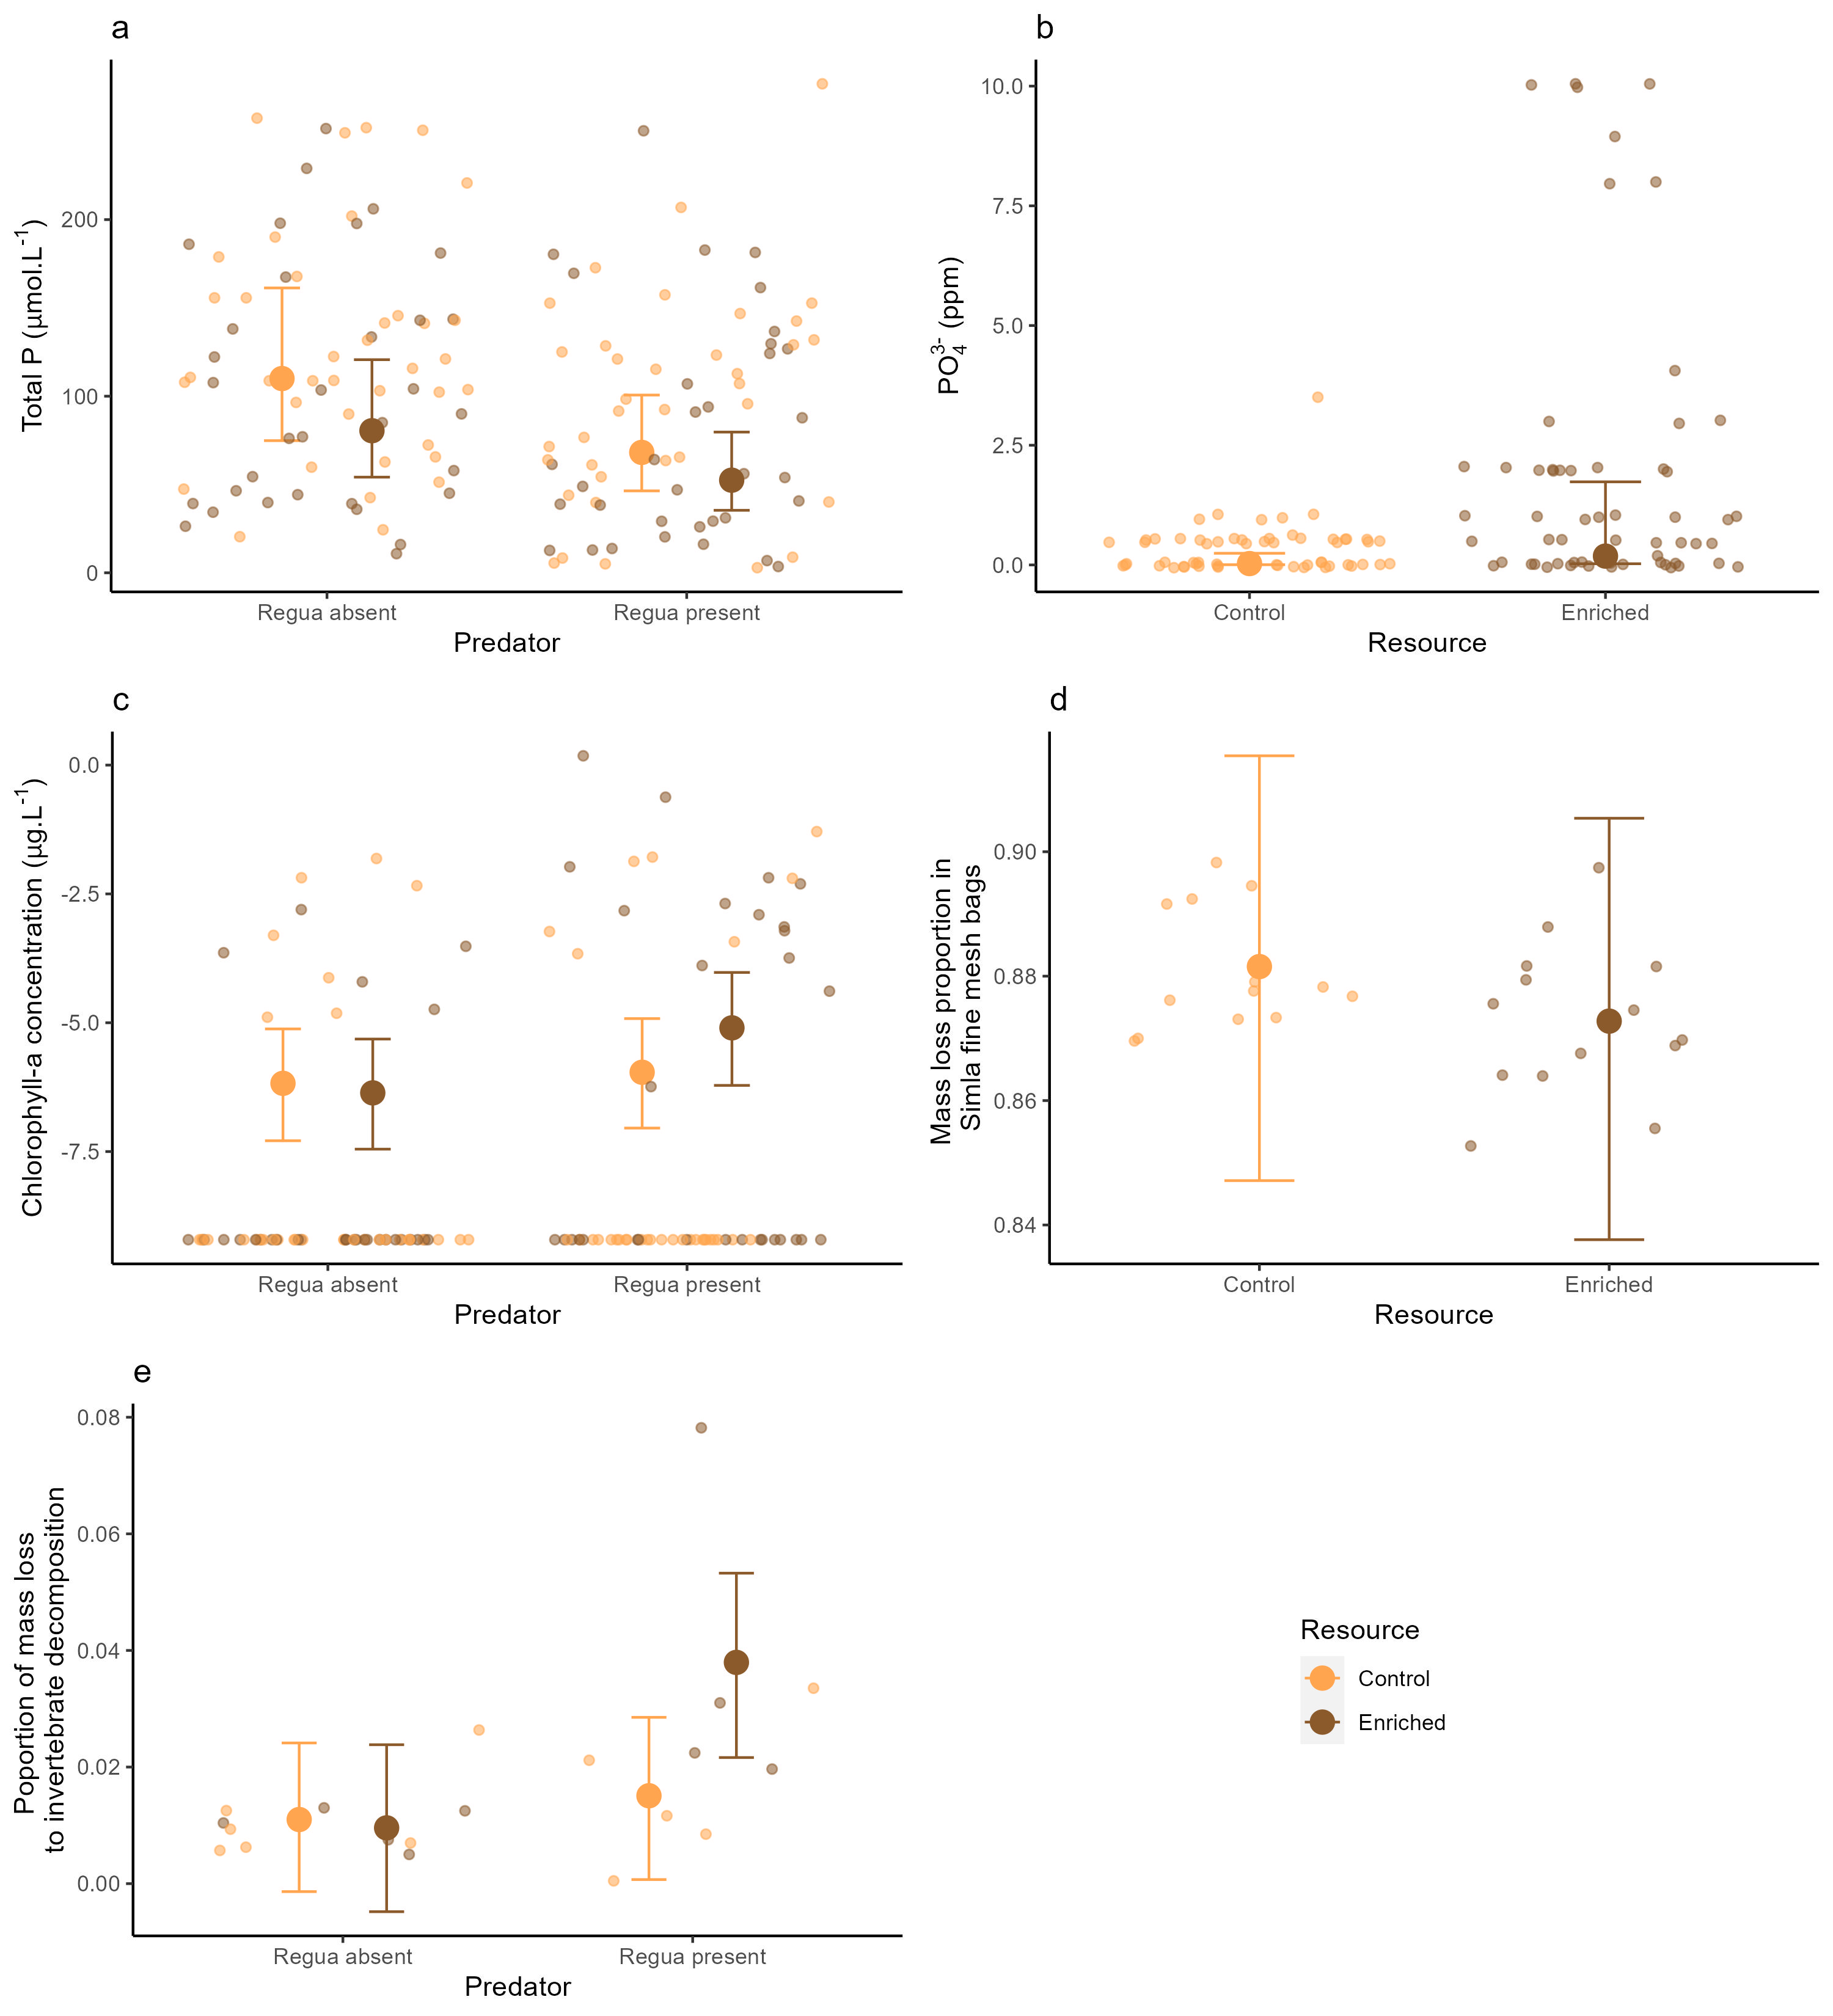 a
Total P (µmol.L⁻¹)
200
100
0
Regua absent
Regua present
Predator
b
PO₄³⁻ (ppm)
10.0
7.5
5.0
2.5
0.0
Control
Enriched
Resource
c
Chlorophyll-a concentration (µg.L⁻¹)
0.0
-2.5
-5.0
-7.5
Regua absent
Regua present
Predator
d
Mass loss proportion in
Simla fine mesh bags
0.90
0.88
0.86
0.84
Control
Enriched
Resource
e
Poportion of mass loss
to invertebrate decomposition
0.08
0.06
0.04
0.02
0.00
Regua absent
Regua present
Predator
Resource
Control
Enriched